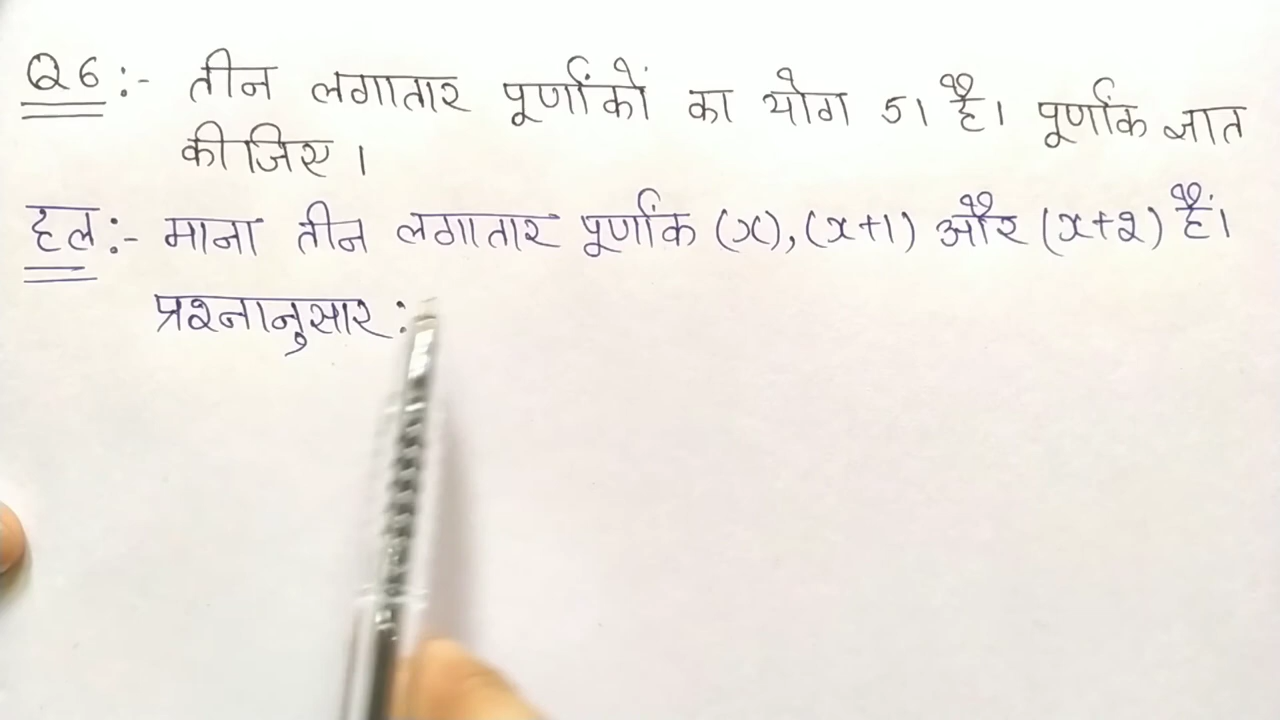 Q6:- तीन लगातार पूर्णांकों का योग 51 है। पूर्णांक ज्ञात
कीजिए।
हल:- माना तीन लगातार पूर्णांक (x), (x+1) और (x+2) हैं।
प्रश्नानुसार: